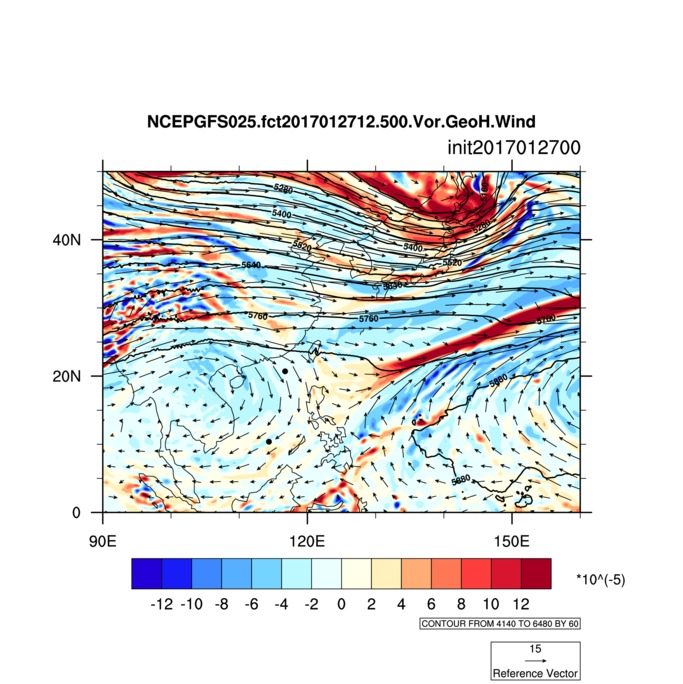 NCEPGFS025.fct2017012712.500.Vor.GeoH.Wind
init2017012700
5280
5400
5520
5640
5400
5520
5760
5760
5880
5880
40N
20N
0
90E 120E 150E
-12 -10 -8 -6 -4 -2 0 2 4 6 8 10 12
*10^(-5)
CONTOUR FROM 4140 TO 6480 BY 60
15
Reference Vector